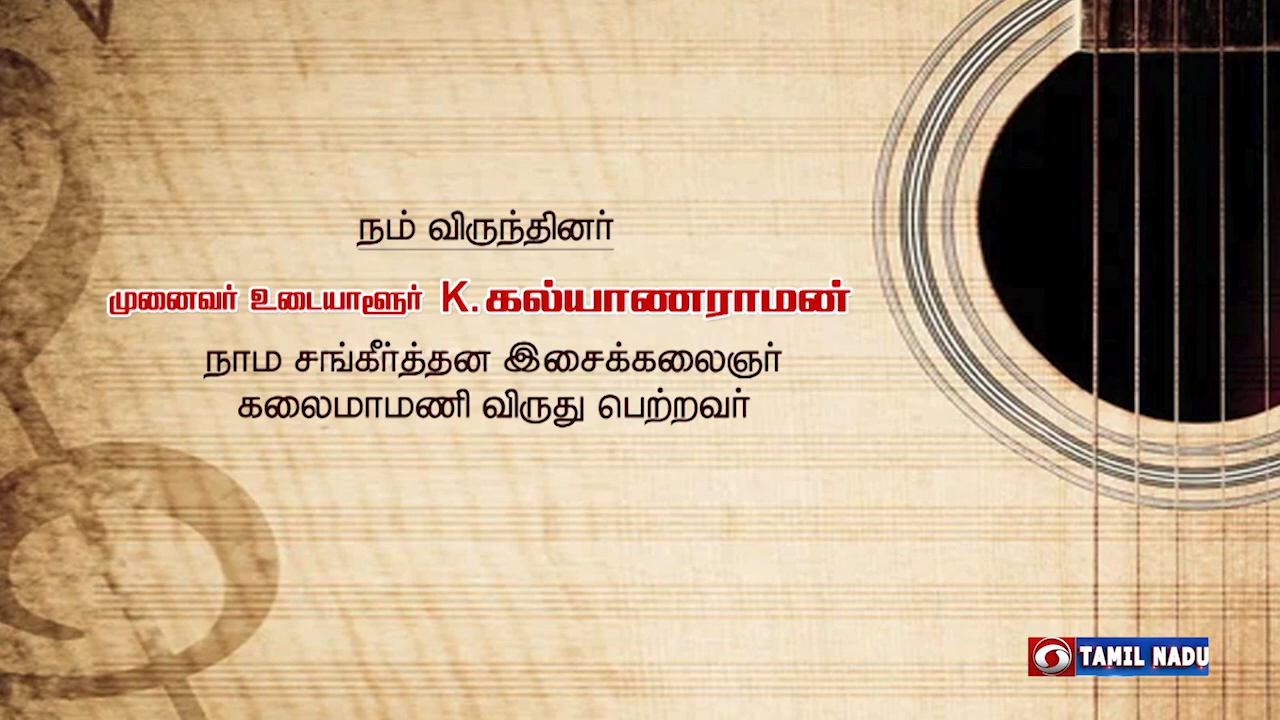 நம் விருந்தினர்
முனைவர் உடையாளூர் K.கல்யாணராமன்
நாம சங்கீர்த்தன இசைக்கலைஞர்
கலைமாமணி விருது பெற்றவர்
TAMIL NADU